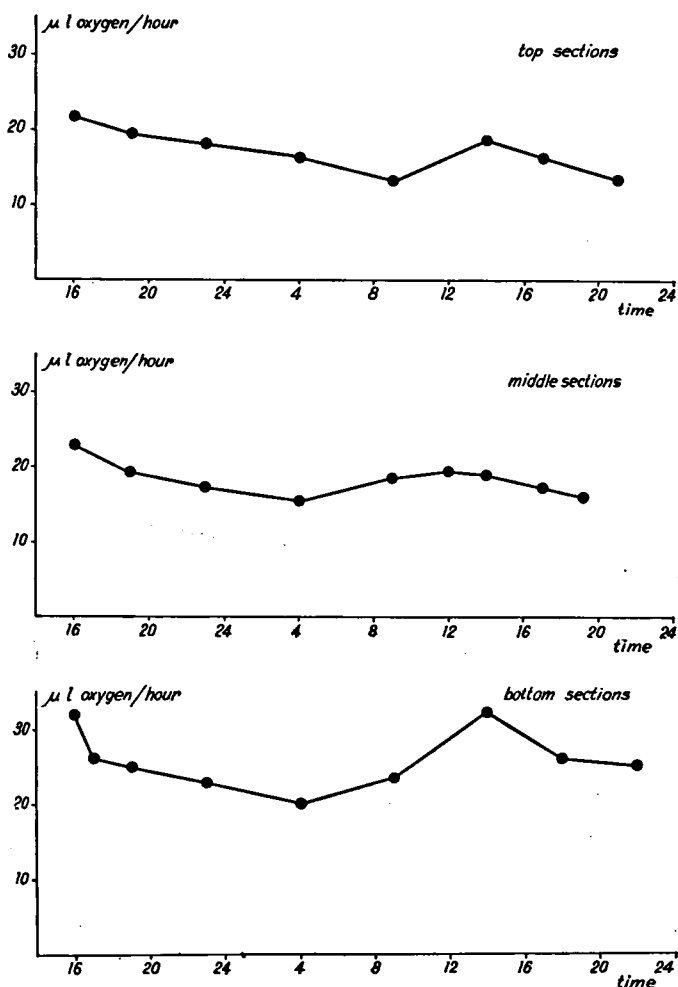 μ l oxygen/hour
top sections
30
20
10
16 20 24 4 8 12 16 20 24
time
μ l oxygen/hour
middle sections
30
20
10
16 20 24 4 8 12 16 20 24
time
μ l oxygen/hour
bottom sections
30
20
10
16 20 24 4 8 12 16 20 24
time